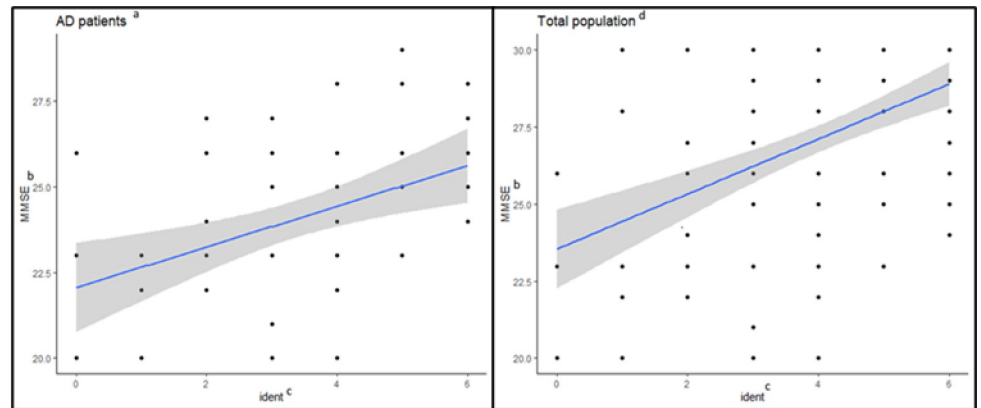 AD patients a
27.5
25.0
22.5
20.0
MMSE b
0 2 4 6
ident c
Total population d
30.0
27.5
25.0
22.5
20.0
MMSE b
0 2 4 6
ident c